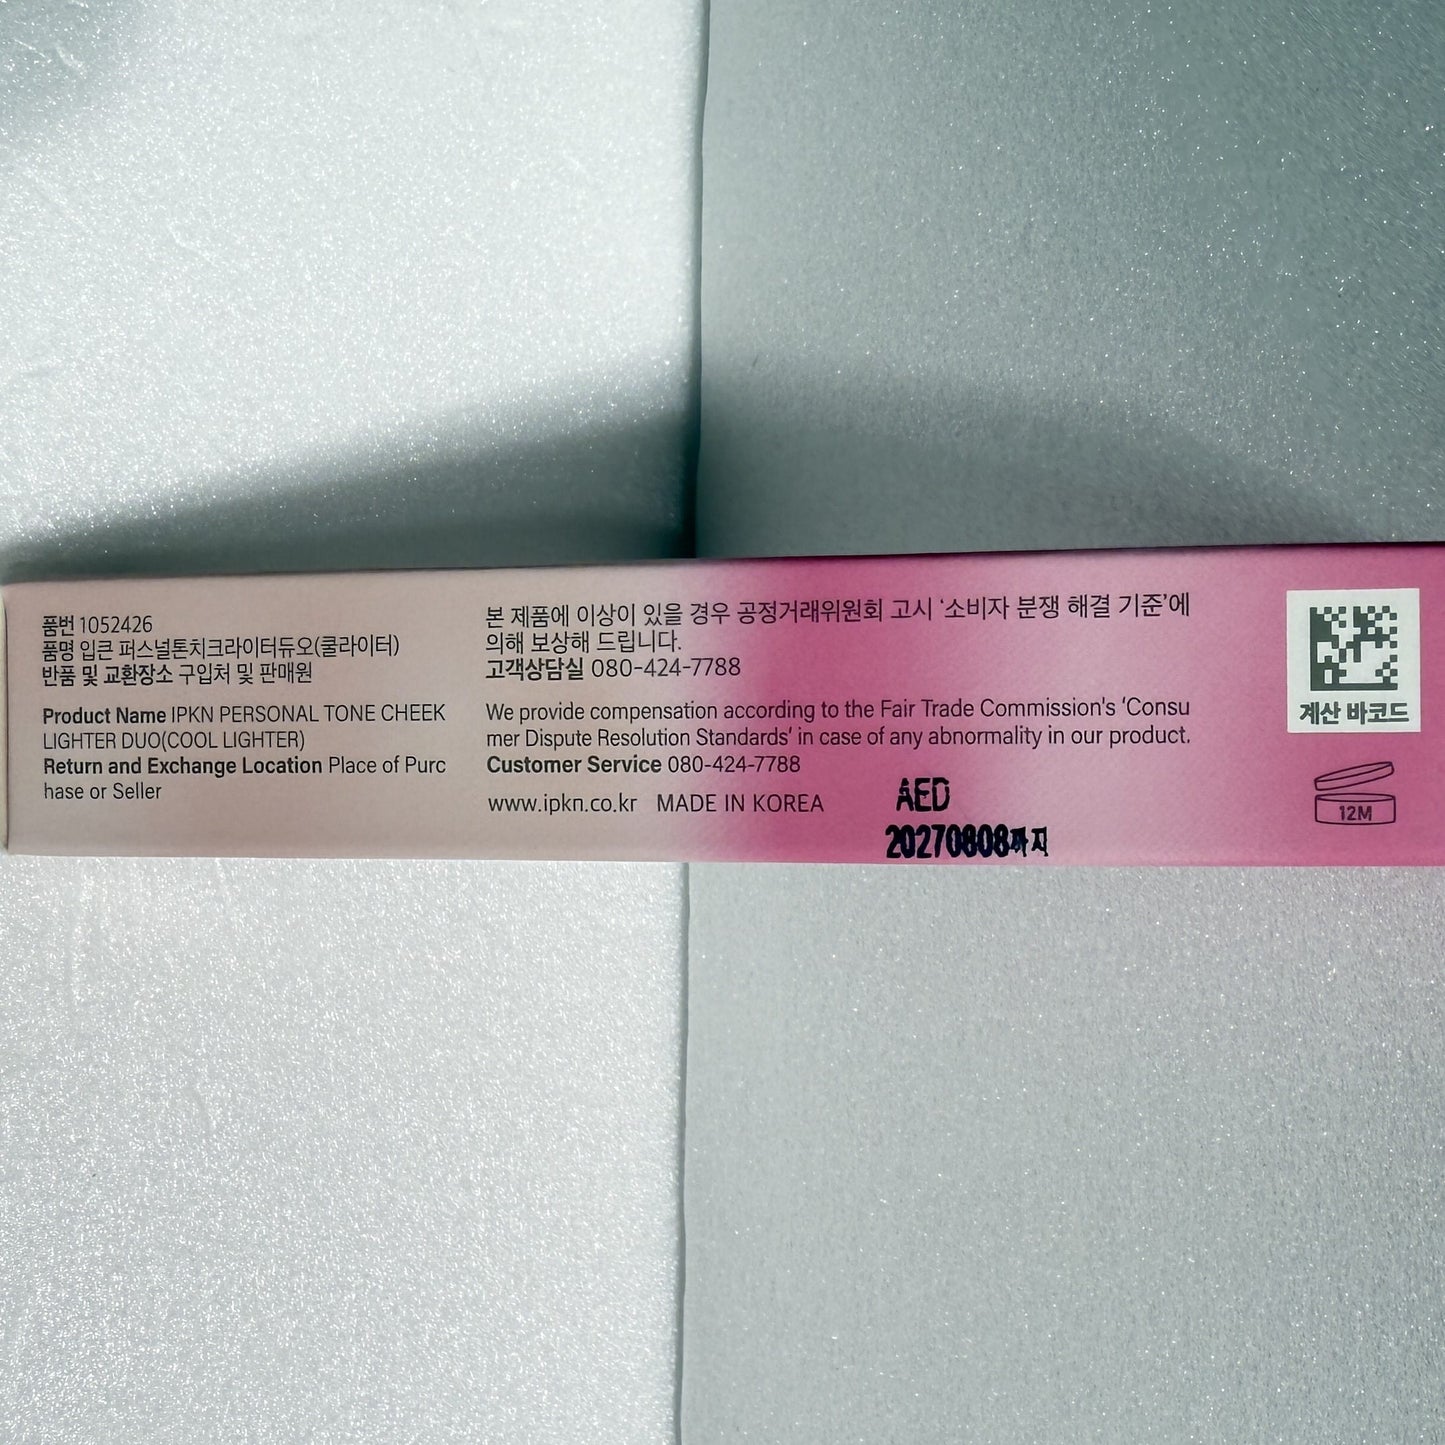 품번 1052426
품명 입큰 퍼스널톤치크라이터듀오(쿨라이터)
반품 및 교환장소 구입처 및 판매원
Product Name IPKN PERSONAL TONE CHEEK
LIGHTER DUO(COOL LIGHTER)
Return and Exchange Location Place of Purc
hase or Seller
본 제품에 이상이 있을 경우 공정거래위원회 고시 '소비자 분쟁 해결 기준'에
의해 보상해 드립니다.
고객상담실 080-424-7788
We provide compensation according to the Fair Trade Commission's 'Consu
mer Dispute Resolution Standards' in case of any abnormality in our product.
Customer Service 080-424-7788
www.ipkn.co.kr MADE IN KOREA
AED
20270808까지
계산 바코드
12M